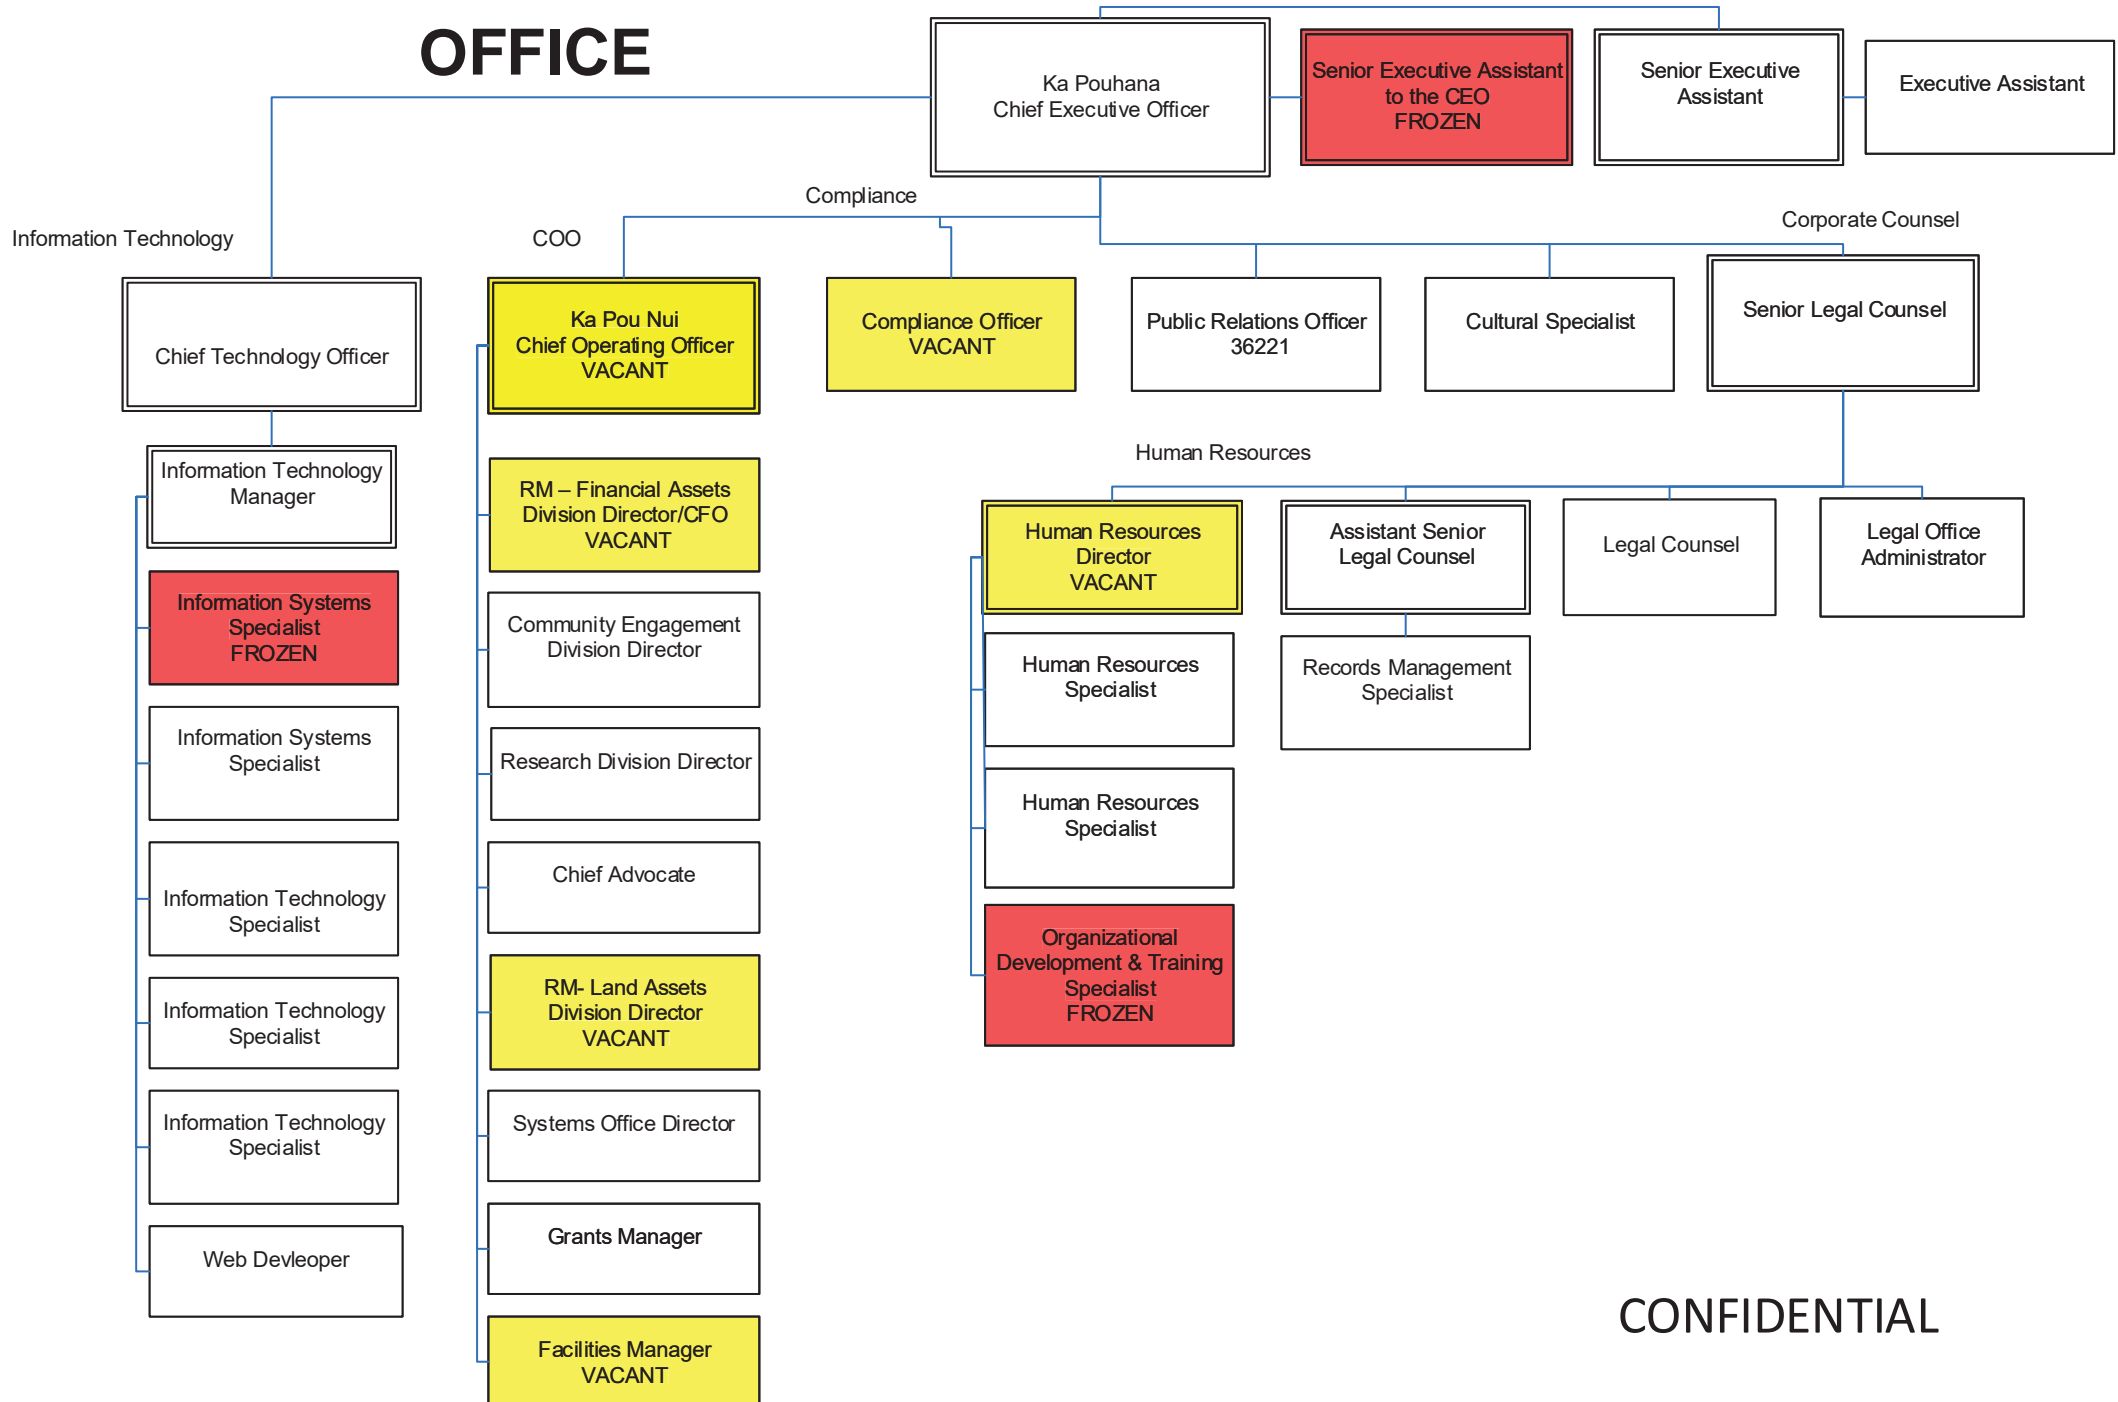 OFFICE
Ka Pouhana
Chief Executive Officer
Senior Executive Assistant
to the CEO
FROZEN
Senior Executive
Assistant
Executive Assistant
Compliance
Information Technology
COO
Corporate Counsel
Chief Technology Officer
Ka Pou Nui
Chief Operating Officer
VACANT
Compliance Officer
VACANT
Public Relations Officer
36221
Cultural Specialist
Senior Legal Counsel
Information Technology
Manager
Information Systems
Specialist
FROZEN
Information Systems
Specialist
Information Technology
Specialist
Information Technology
Specialist
Information Technology
Specialist
Web Devleoper
RM – Financial Assets
Division Director/CFO
VACANT
Community Engagement
Division Director
Research Division Director
Chief Advocate
RM- Land Assets
Division Director
VACANT
Systems Office Director
Grants Manager
Facilities Manager
VACANT
Human Resources
Human Resources
Director
VACANT
Human Resources
Specialist
Human Resources
Specialist
Organizational
Development & Training
Specialist
FROZEN
Assistant Senior
Legal Counsel
Records Management
Specialist
Legal Counsel
Legal Office
Administrator
CONFIDENTIAL